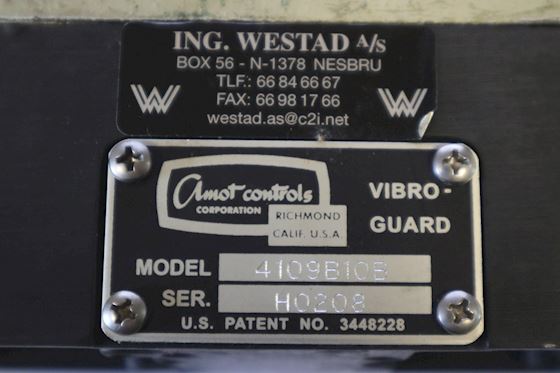 ING. WESTAD A/s
BOX 56 - N-1378 NESBRU
TLF.: 66 84 66 67
FAX: 66 98 17 66
westad.as@c2i.net
W W
Amot controls
CORPORATION
RICHMOND
CALIF. U.S.A
VIBRO-
GUARD
MODEL 4109B10B
SER. H0208
U.S. PATENT NO. 3448228